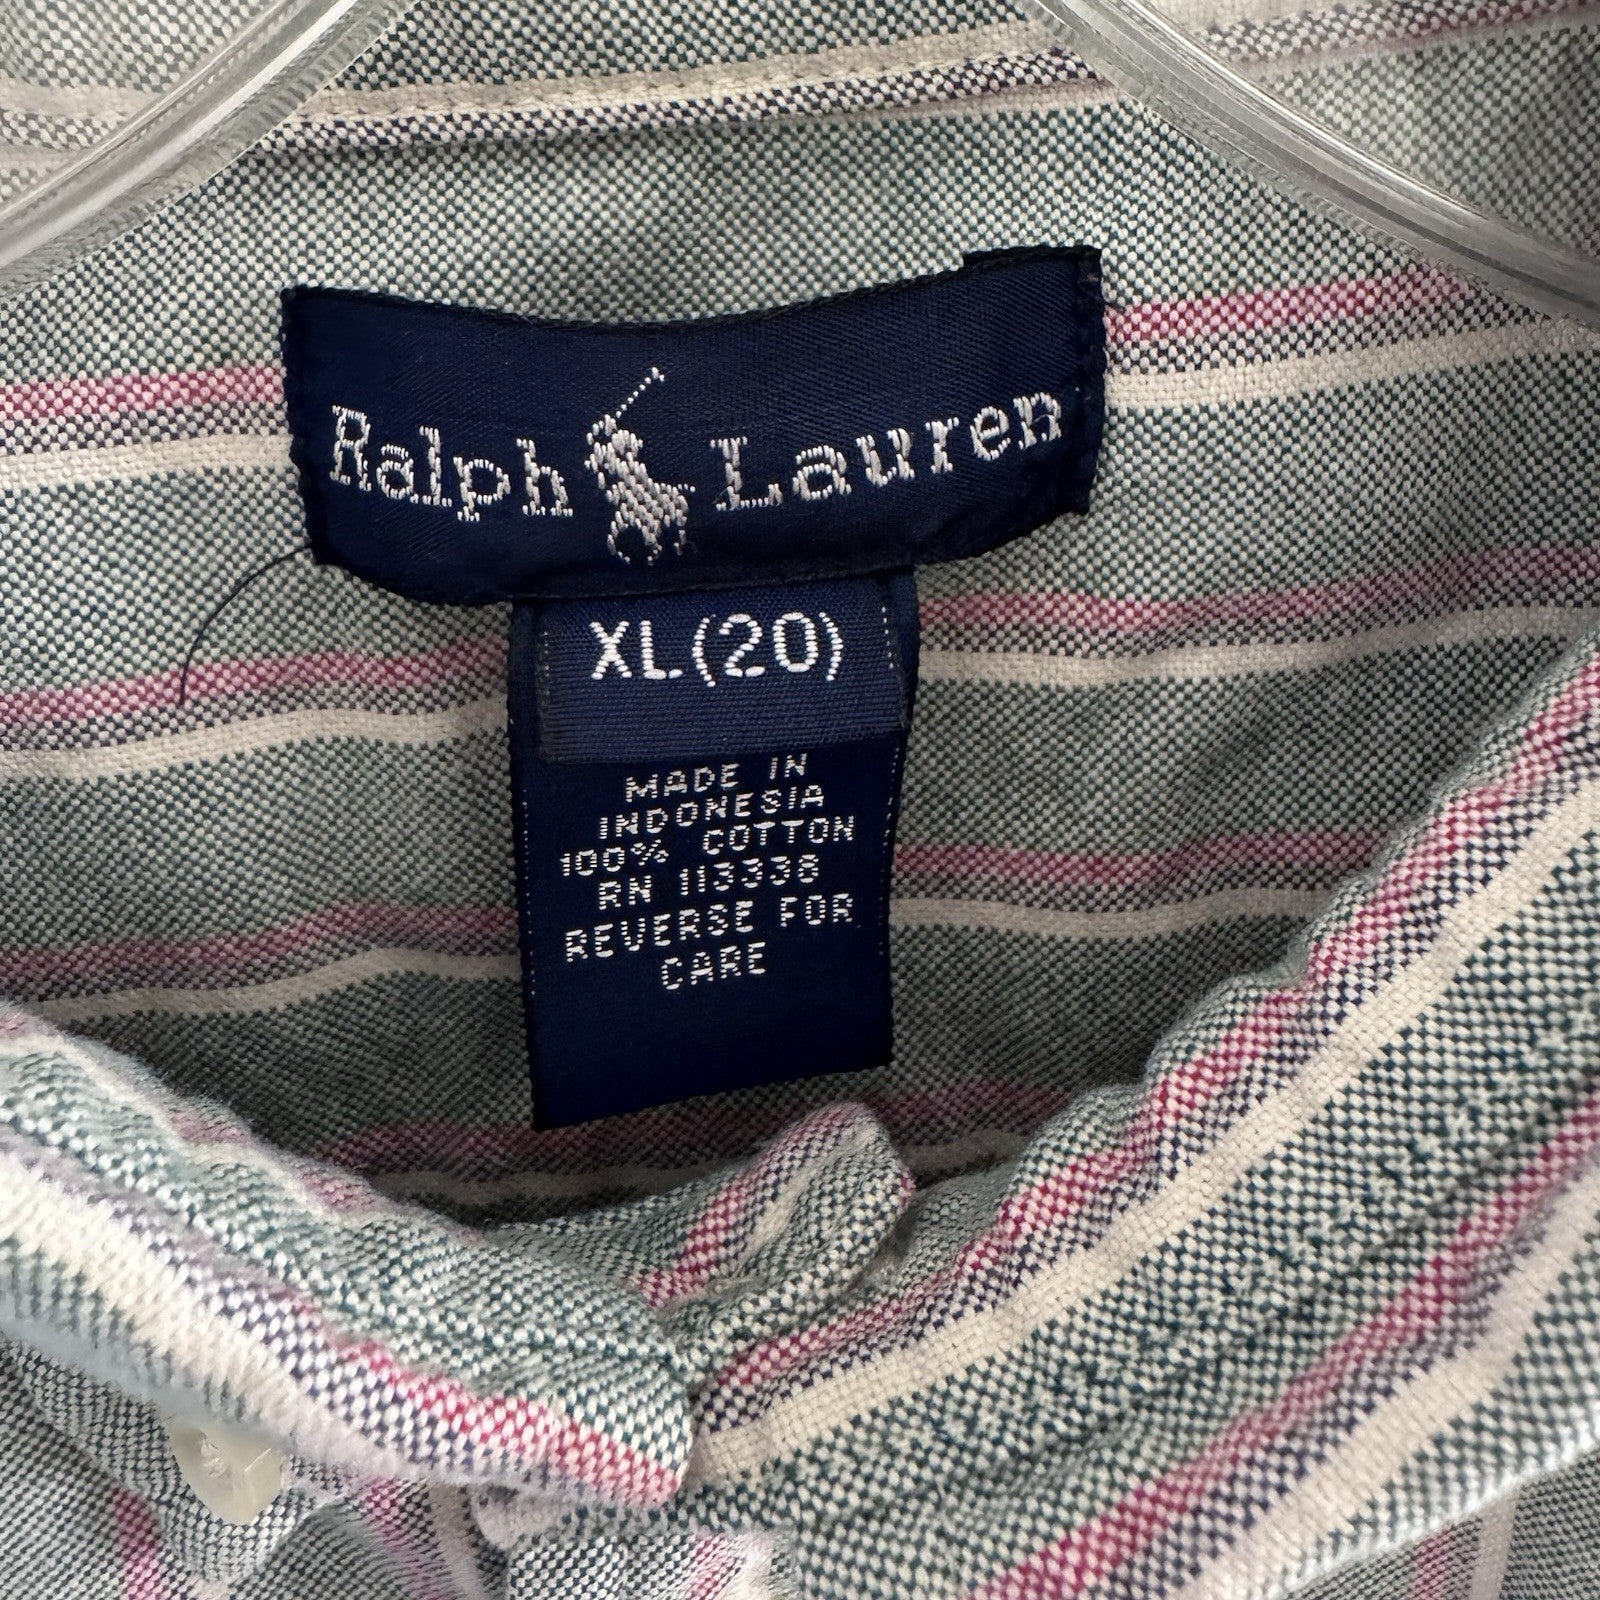 Ralph Lauren
XL(20)
MADE IN
INDONESIA
100% COTTON
RN 113338
REVERSE FOR
CARE